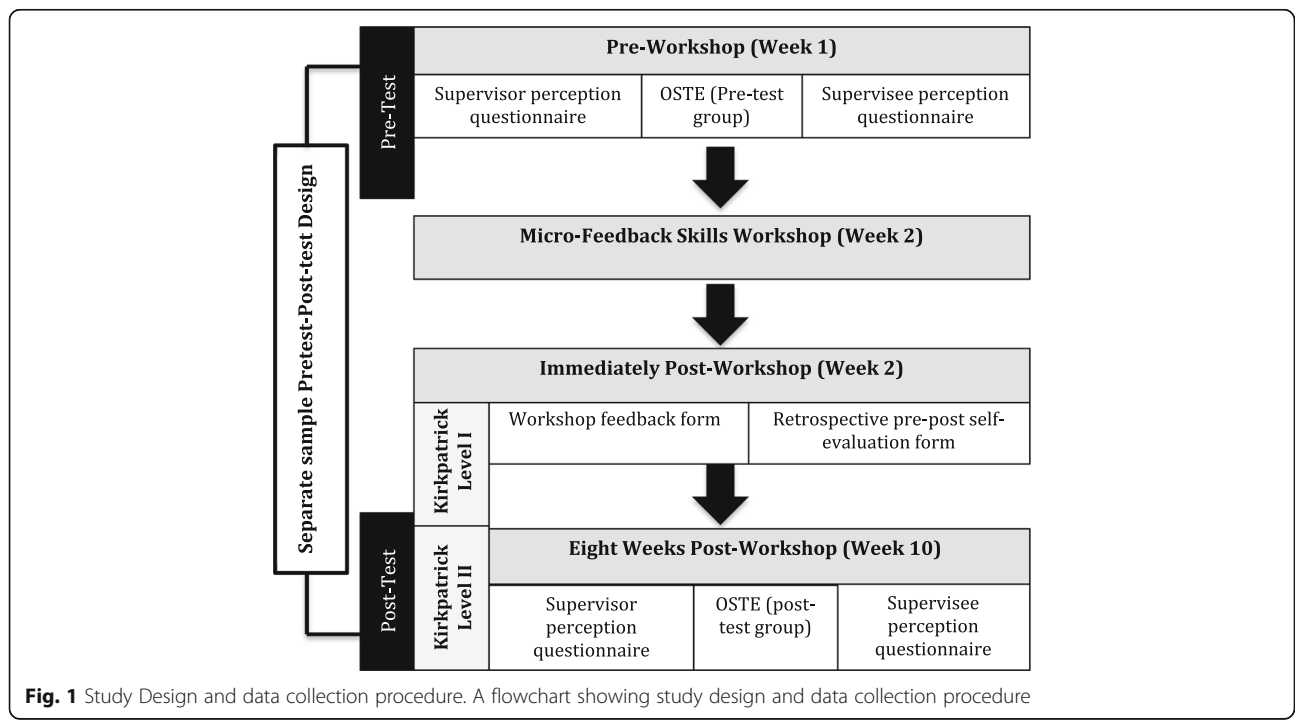 Separate sample Pretest-Post-test Design
Pre-Test
Pre-Workshop (Week 1)
Supervisor perception
questionnaire
OSTE (Pre-test
group)
Supervisee perception
questionnaire
Micro-Feedback Skills Workshop (Week 2)
Immediately Post-Workshop (Week 2)
Kirkpatrick
Level I
Workshop feedback form
Retrospective pre-post self-
evaluation form
Post-Test
Kirkpatrick
Level II
Eight Weeks Post-Workshop (Week 10)
Supervisor
perception
questionnaire
OSTE (post-
test group)
Supervisee
perception
questionnaire
Fig. 1 Study Design and data collection procedure. A flowchart showing study design and data collection procedure